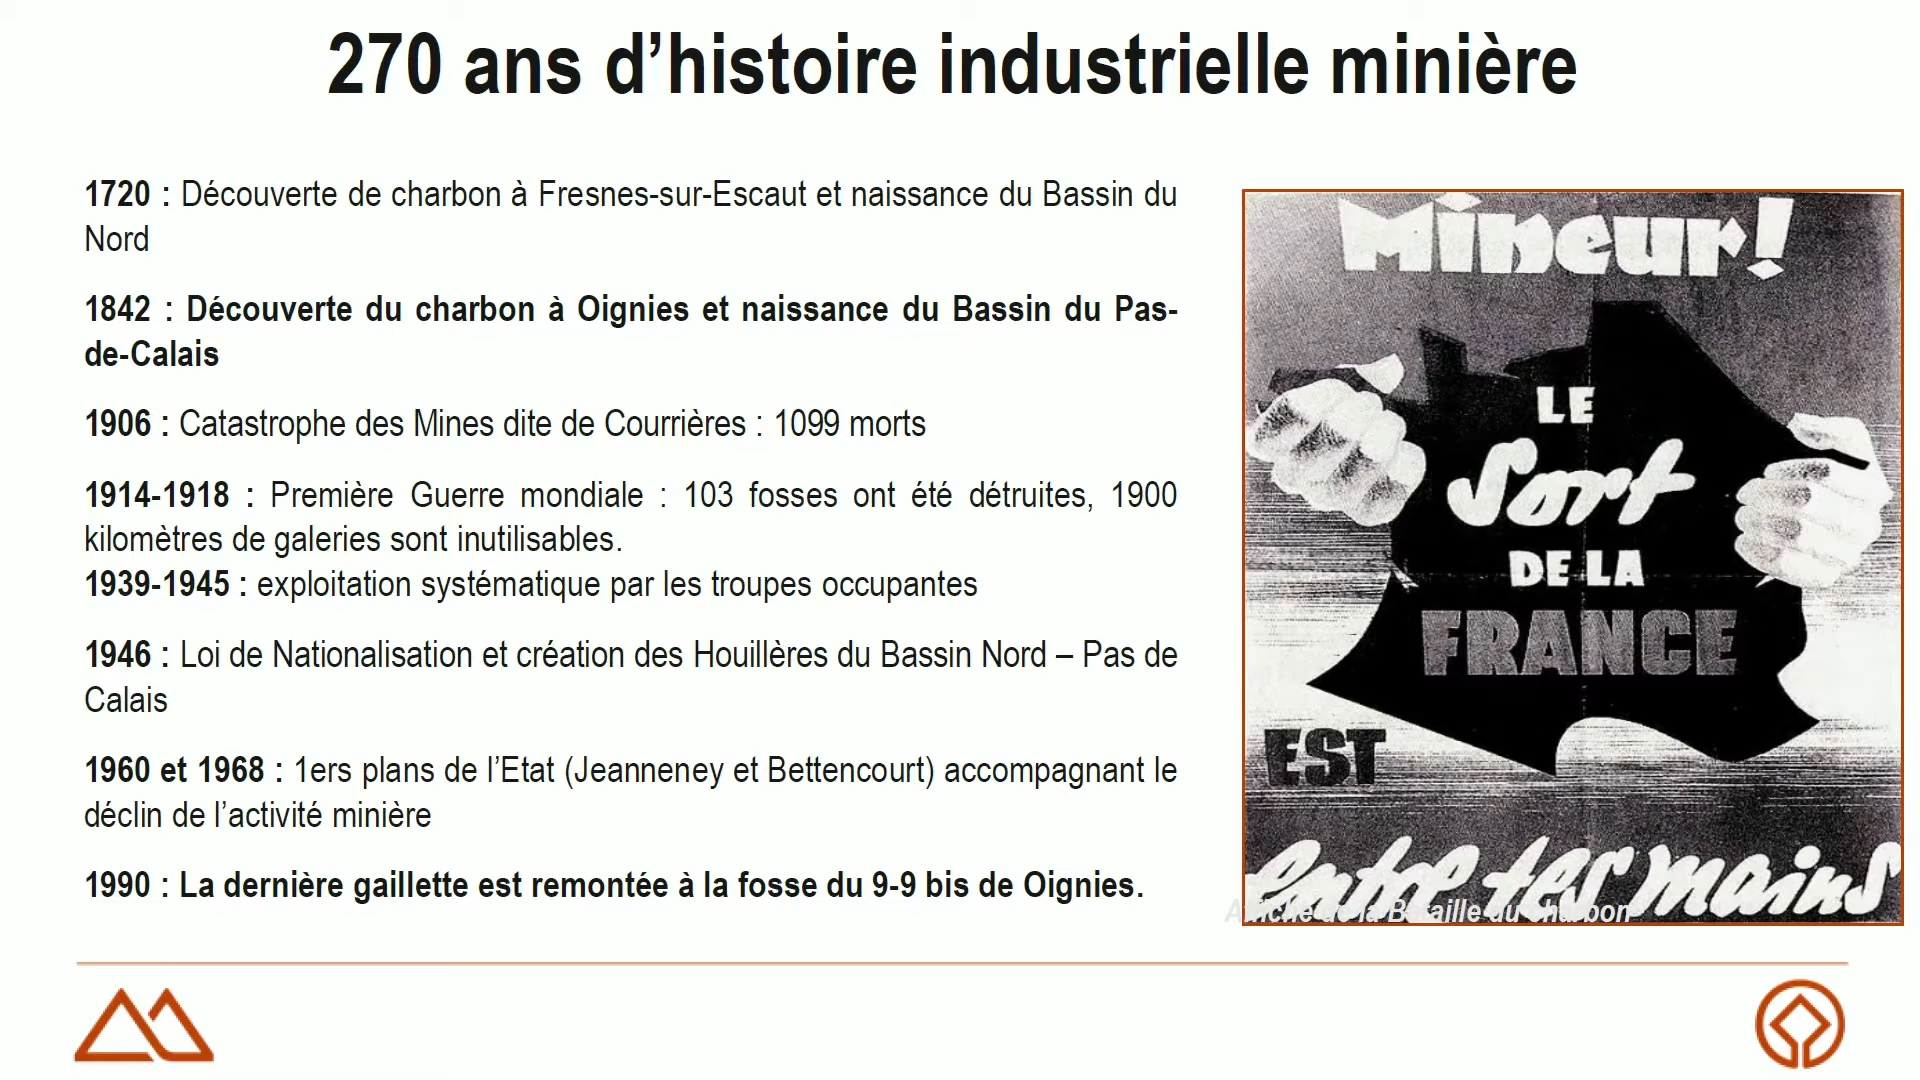 270 ans d’histoire industrielle minière
1720 : Découverte de charbon à Fresnes-sur-Escaut et naissance du Bassin du
Nord
1842 : Découverte du charbon à Oignies et naissance du Bassin du Pas-
de-Calais
1906 : Catastrophe des Mines dite de Courrières : 1099 morts
1914-1918 : Première Guerre mondiale : 103 fosses ont été détruites, 1900
kilomètres de galeries sont inutilisables.
1939-1945 : exploitation systématique par les troupes occupantes
1946 : Loi de Nationalisation et création des Houillères du Bassin Nord – Pas de
Calais
1960 et 1968 : 1ers plans de l’Etat (Jeanneney et Bettencourt) accompagnant le
déclin de l’activité minière
1990 : La dernière gaillette est remontée à la fosse du 9-9 bis de Oignies.
Mineur!
LE
Sort
DE LA
FRANCE
EST
entre tes mains
Affiche de la Bataille du charbon